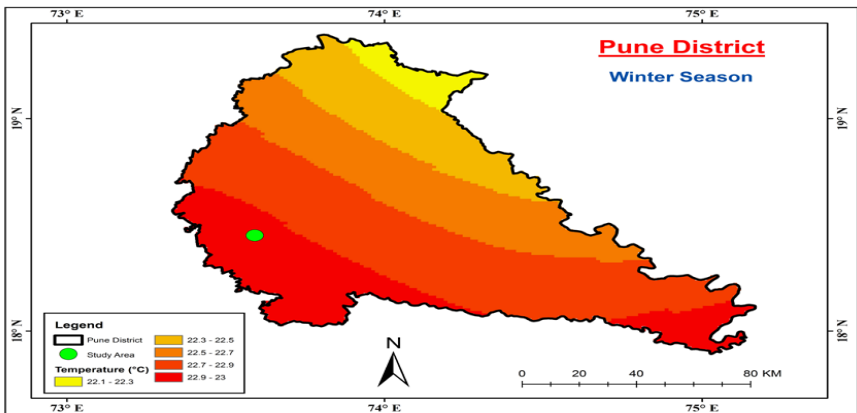 73° E 74° E 75° E
Pune District
Winter Season
19° N 19° N
18° N 18° N
Legend
Pune District
Study Area
Temperature (°C)
22.1 - 22.3
22.3 - 22.5
22.5 - 22.7
22.7 - 22.9
22.9 - 23
N
0 20 40 60 80 KM
73° E 74° E 75° E